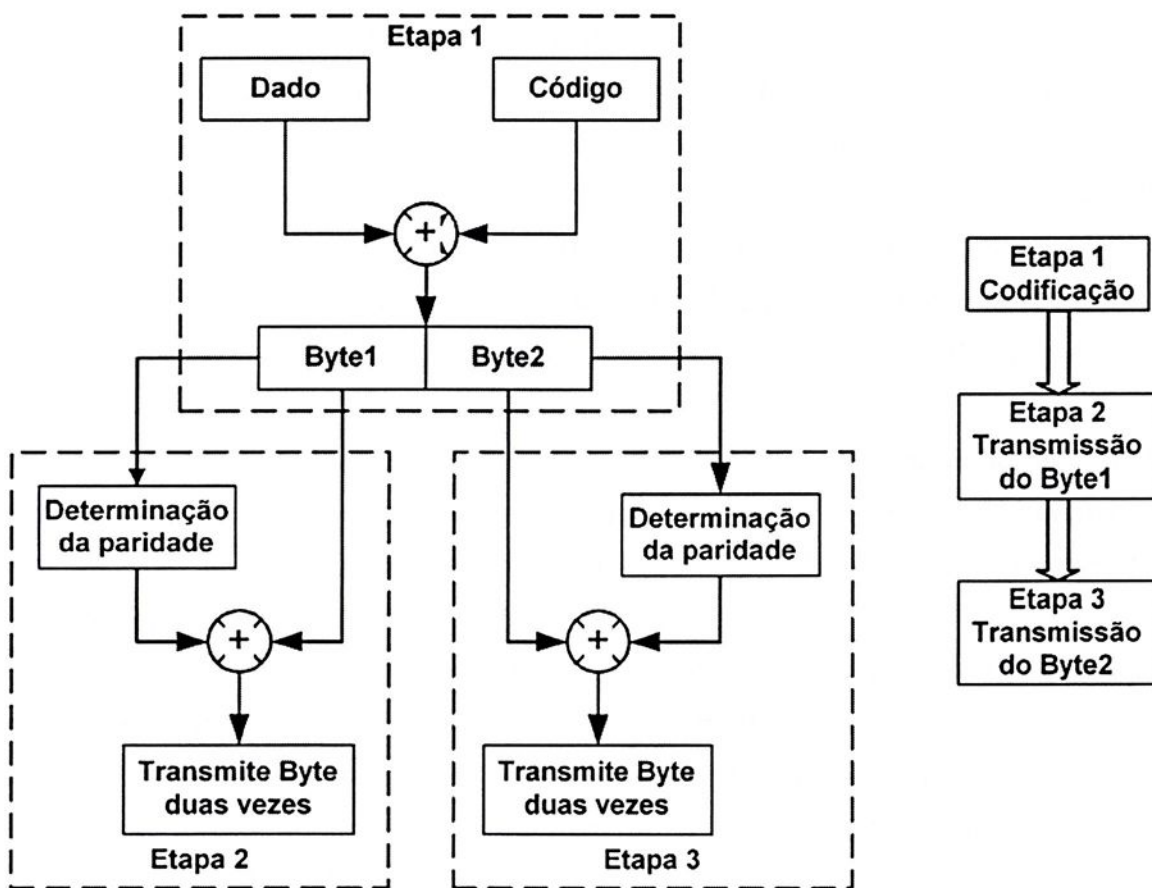 Etapa 1
Dado
Código
+
Byte1
Byte2
Determinação
da paridade
+
Transmite Byte
duas vezes
Etapa 2
Determinação
da paridade
+
Transmite Byte
duas vezes
Etapa 3
Etapa 1
Codificação
Etapa 2
Transmissão
do Byte1
Etapa 3
Transmissão
do Byte2